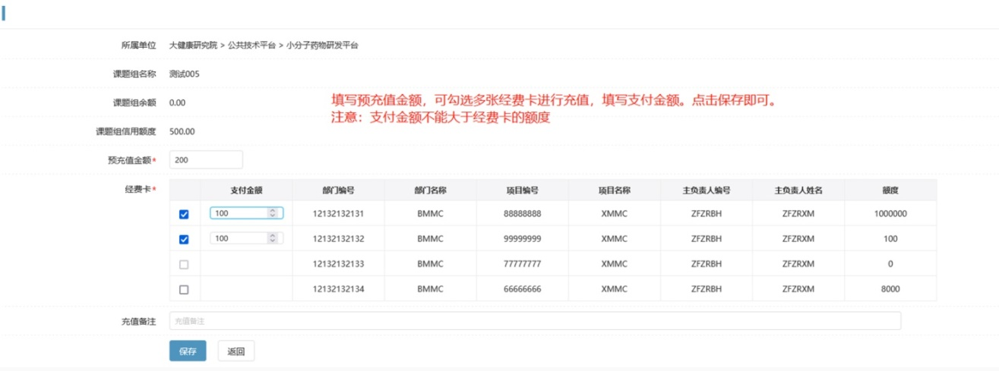 所属单位 大健康研究院 > 公共技术平台 > 小分子药物研发平台
课题组名称 测试005
课题组余额 0.00
填写预充值金额，可勾选多张经费卡进行充值，填写支付金额。点击保存即可。
注意：支付金额不能大于经费卡的额度
课题组信用额度 500.00
预充值金额* 200
经费卡* 支付金额 部门编号 部门名称 项目编号 项目名称 主负责人编号 主负责人姓名 额度
100 12132132131 BMMC 88888888 XMMC ZFZRBH ZFZRXM 1000000
100 12132132132 BMMC 99999999 XMMC ZFZRBH ZFZRXM 100
12132132133 BMMC 77777777 XMMC ZFZRBH ZFZRXM 0
12132132134 BMMC 66666666 XMMC ZFZRBH ZFZRXM 8000
充值备注 充值备注
保存 返回